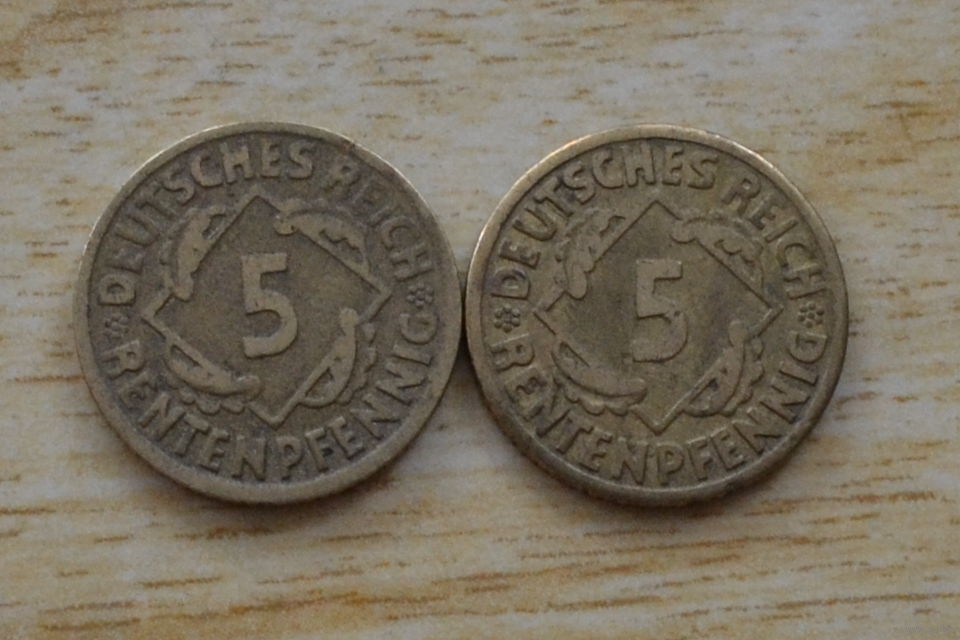 DEUTSCHES REICH
5
RENTENPFENNIG
DEUTSCHES REICH
5
RENTENPFENNIG